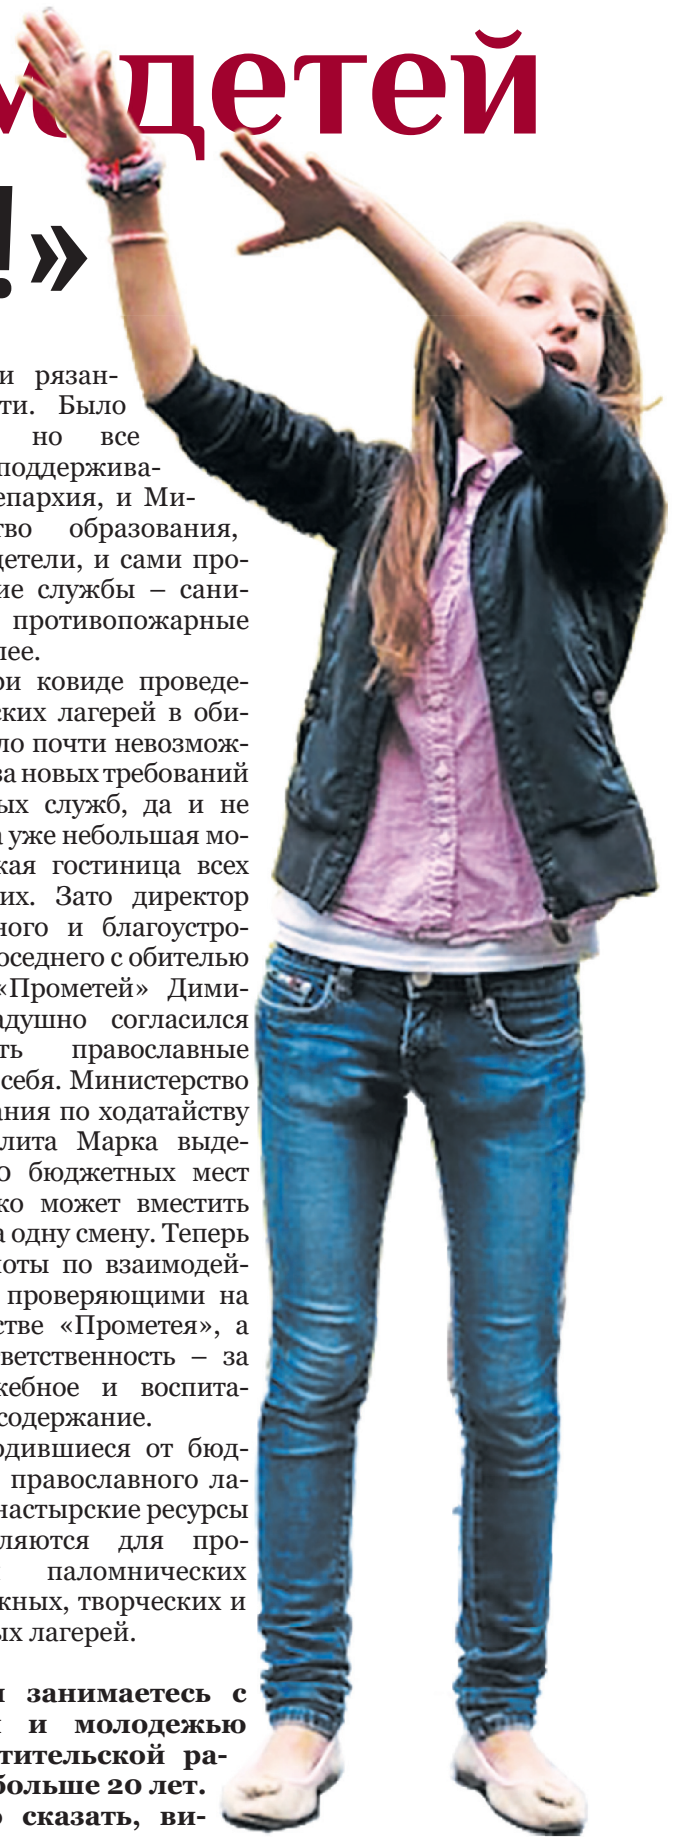 детей
!»
и рязан-
ти. Было
но все
поддержива-
епархия, и Ми-
тво образования,
детели, и сами про-
ие службы – сани-
противопожарные
лее.
ри ковиде проведе-
ских лагерей в оби-
ло почти невозмож-
за новых требований
ых служб, да и не
а уже небольшая мо-
кая гостиница всех
их. Зато директор
ного и благоустро-
оседнего с обителью
«Прометей» Дими-
адушно согласился
ть православные
себя. Министерство
ания по ходатайству
лита Марка выде-
0 бюджетных мест
ко может вместить
а одну смену. Теперь
оты по взаимодей-
проверяющими на
стве «Прометея», а
ветственность – за
жебное и воспита-
содержание.
одившиеся от бюд-
православного ла-
настырские ресурсы
ляются для про-
паломнических
жных, творческих и
ых лагерей.
и занимаетесь с
и и молодежью
тительской ра-
больше 20 лет.
о сказать, ви-